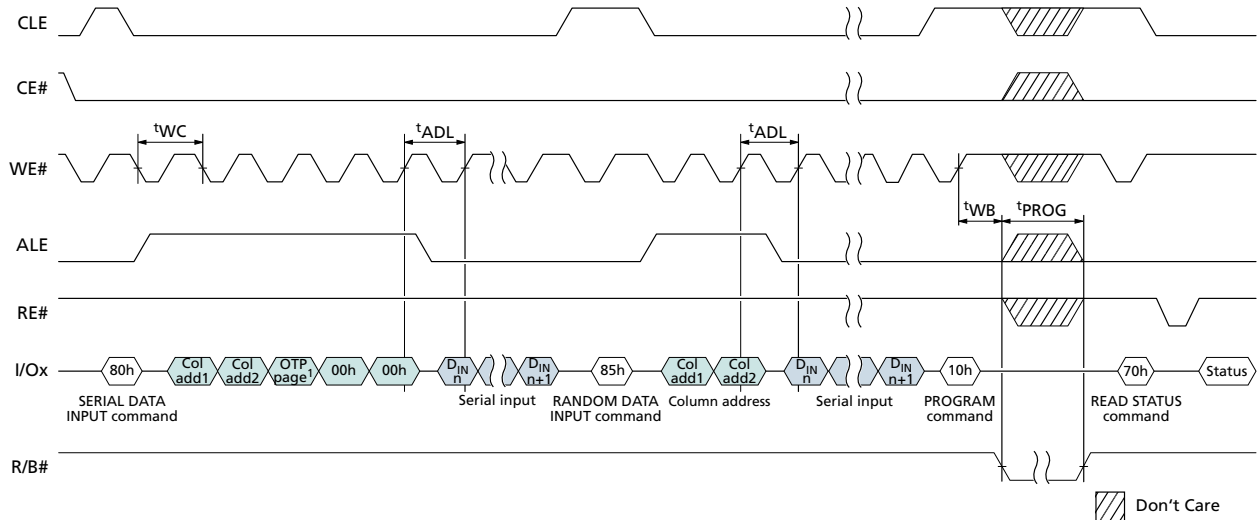 CLE
CE#
tWC
tADL
tADL
WE#
tWB
tPROG
ALE
RE#
I/Ox
80h
Col add1
Col add2
OTP page1
00h
00h
DIN n
DIN n+1
85h
Col add1
Col add2
DIN n
DIN n+1
10h
70h
Status
SERIAL DATA
INPUT command
Serial input
RANDOM DATA
INPUT command
Column address
Serial input
PROGRAM
command
READ STATUS
command
R/B#
Don't Care